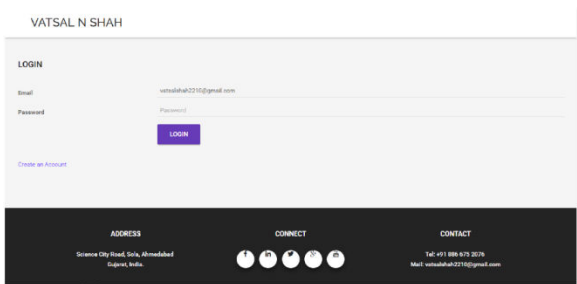 VATSAL N SHAH
LOGIN
Email vatsalshah2210@gmail.com
Password Password
LOGIN
Create an Account
ADDRESS CONNECT CONTACT
Science City Road, Sola, Ahmedabad
Gujarat, India.
Tel: +91 886 675 2076
Mail: vatsalshah2210@gmail.com